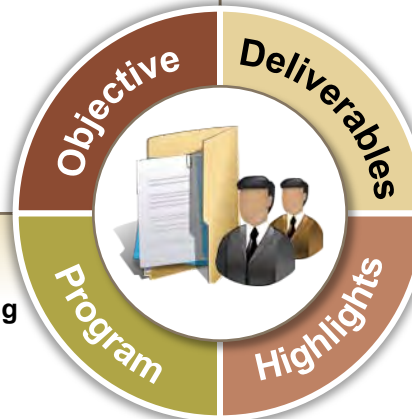 Objective
Deliverables
Program
Highlights
g